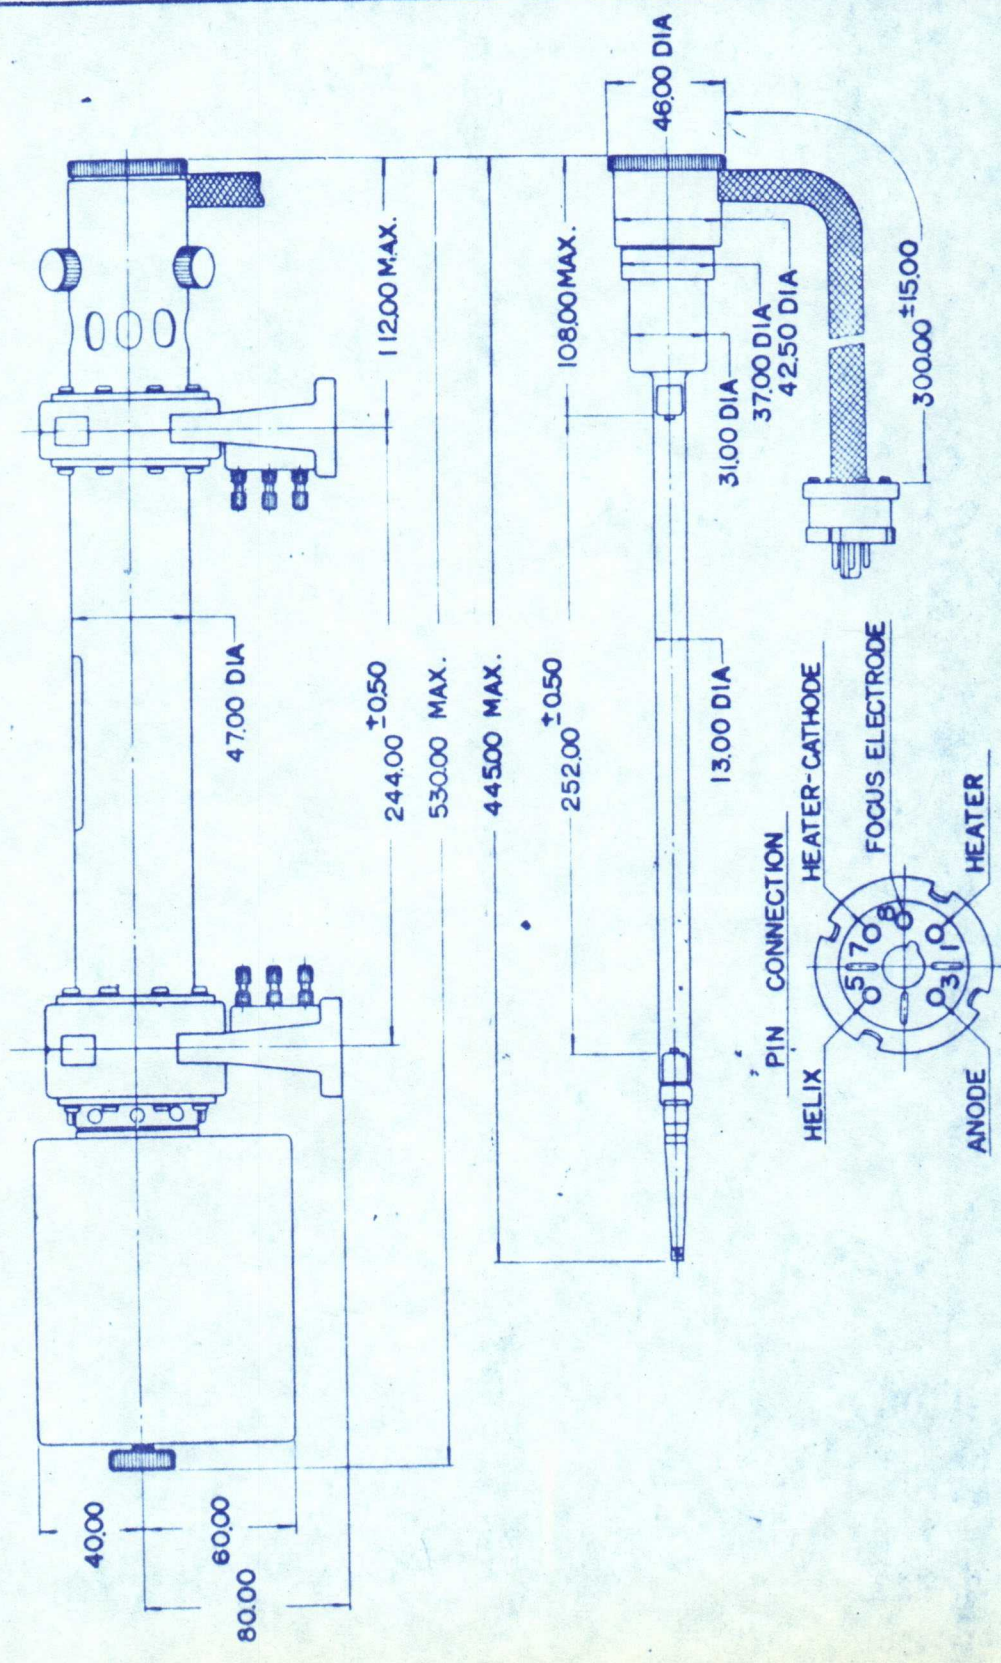 40.00
60.00
80.00
47.00 DIA
112.00 MAX.
244.00 ±0.50
530.00 MAX.
445.00 MAX.
108.00 MAX.
252.00 ±0.50
46.00 DIA
31.00 DIA
37.00 DIA
42.50 DIA
13.00 DIA
300.00 ±15.00
PIN CONNECTION
HELIX
HEATER-CATHODE
FOCUS ELECTRODE
5 7 8
3 1
ANODE
HEATER